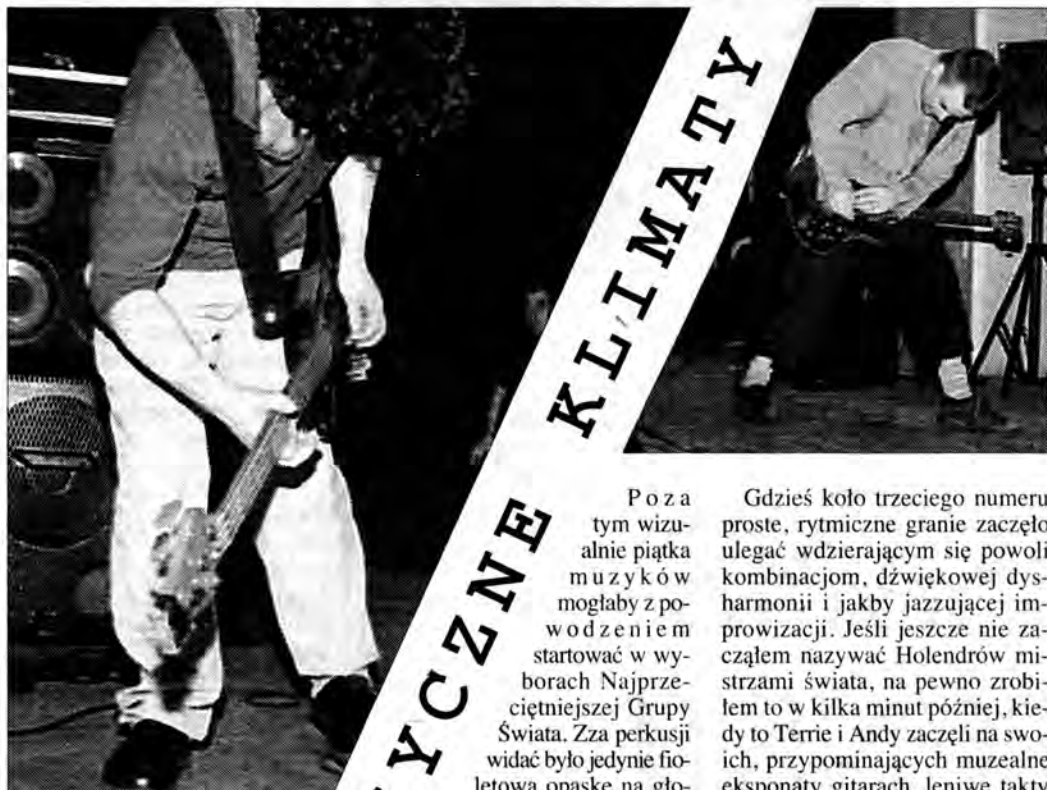 YCZNE KLIMATY
Poza
tym wizu-
alnie piątka
muzyków
mogłaby z po-
wodzeniem
startować w wy-
borach Najprze-
ciętniejszej Grupy
Świata. Zza perkusji
widać było jedynie fio-
letową opaskę na gło-
Gdzieś koło trzeciego numeru
proste, rytmiczne granie zaczęło
ulegać wdzierającym się powoli
kombinacjom, dźwiękowej dys-
harmonii i jakby jazzującej im-
prowizacji. Jeśli jeszcze nie za-
cząłem nazywać Holendrów mi-
strzami świata, na pewno zrobi-
łem to w kilka minut później, kie-
dy to Terrie i Andy zaczęli na swo-
ich, przypominających muzealne
eksponaty gitarach, leniwe takty